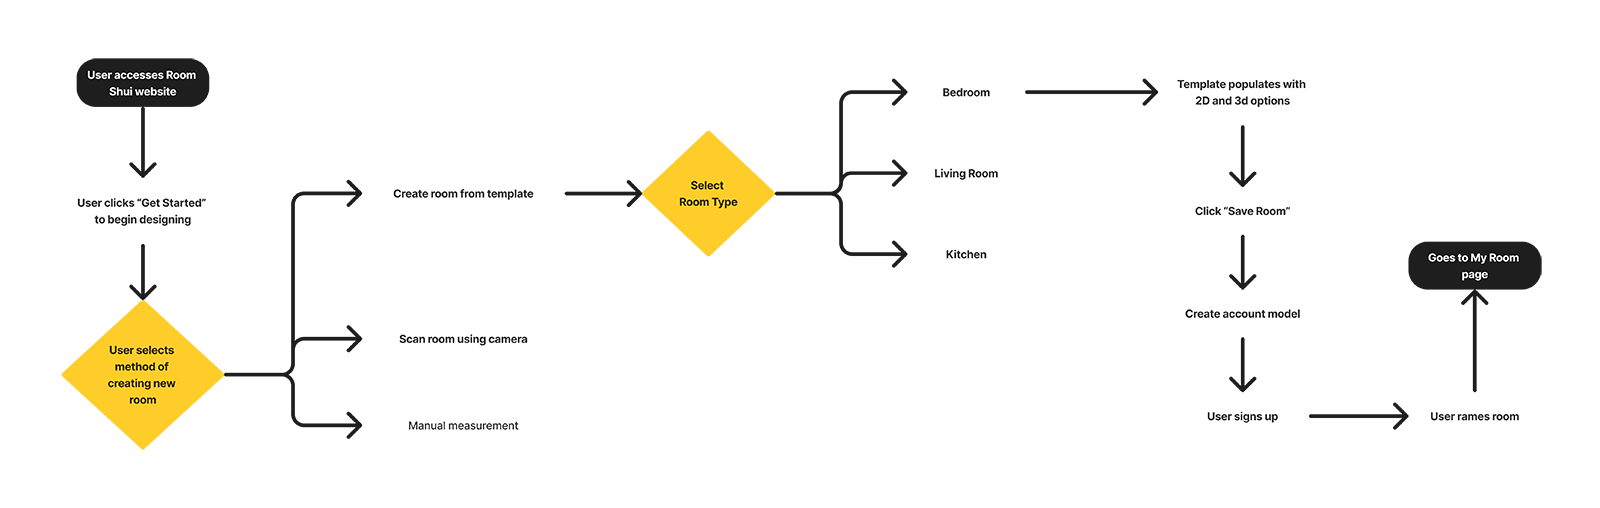 User accesses Room
Shui website
User clicks “Get Started”
to begin designing
User selects
method of
creating new
room
Create room from template
Scan room using camera
Manual measurement
Select
Room Type
Bedroom
Living Room
Kitchen
Template populates with
2D and 3d options
Click “Save Room”
Create account model
User signs up
User rames room
Goes to My Room
page